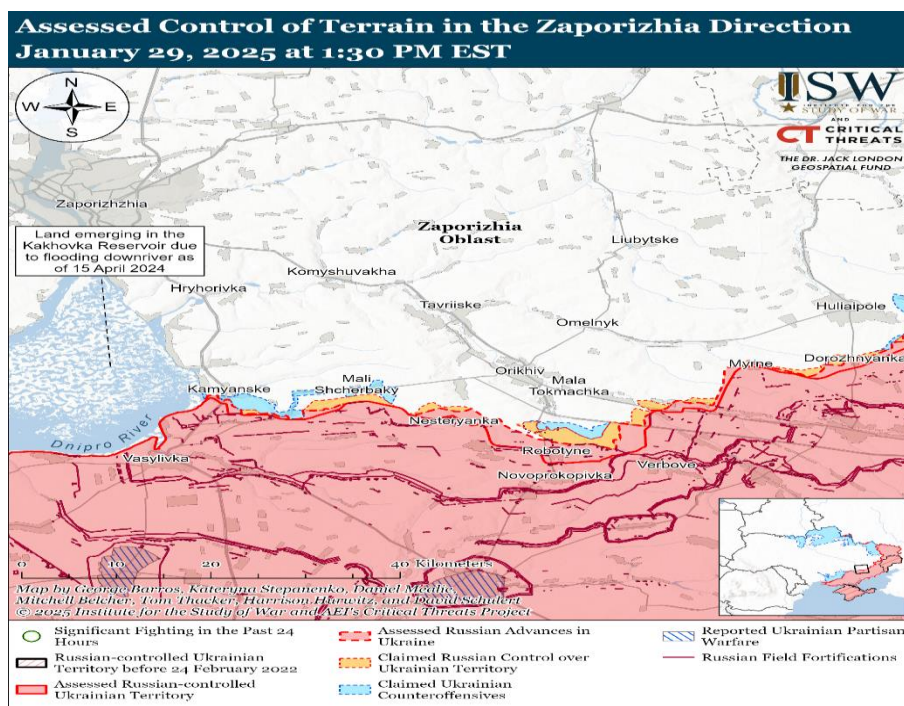 Assessed Control of Terrain in the Zaporizhia Direction
January 29, 2025 at 1:30 PM EST
N
W E
S
ISW
INSTITUTE FOR THE
STUDY OF WAR
AND
CT CRITICAL
THREATS
THE DR. JACK LONDON
GEOSPATIAL FUND
Zaporizhzhia
Land emerging in the
Kakhovka Reservoir due
to flooding downriver as
of 15 April 2024
Zaporizhia
Oblast
Liubytske
Komyshuvakha
Hryhorivka
Tavriiske
Huliaipole
Omelnyk
Orikhiv
Myrne
Dorozhnyanka
Mali
Shcherbaky
Mala
Tokmachka
Kamyanske
Nesteryanka
Dnipro River
Vasylivka
Robotyne
Verbove
Novoprokopivka
0 10 20 40 Kilometers
Map by George Barros, Kateryna Stepanenko, Daniel Mealie,
Mitchell Belcher, Tom Thacker, Harrison Hurwitz, and David Schulert
© 2025 Institute for the Study of War and AEI's Critical Threats Project
Significant Fighting in the Past 24
Hours
Russian-controlled Ukrainian
Territory before 24 February 2022
Assessed Russian-controlled
Ukrainian Territory
Assessed Russian Advances in
Ukraine
Claimed Russian Control over
Ukrainian Territory
Claimed Ukrainian
Counteroffensives
Reported Ukrainian Partisan
Warfare
Russian Field Fortifications